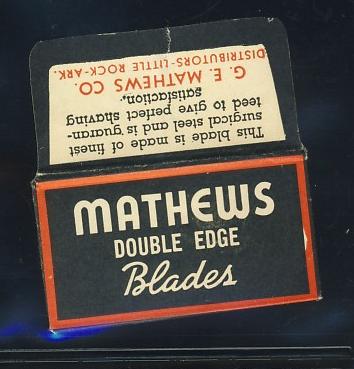 This blade is made of finest
surgical steel and is guaran-
teed to give perfect shaving
satisfaction,
G. E. MATHEWS CO.
DISTRIBUTORS-LITTLE ROCK-ARK.
MATHEWS
DOUBLE EDGE
Blades